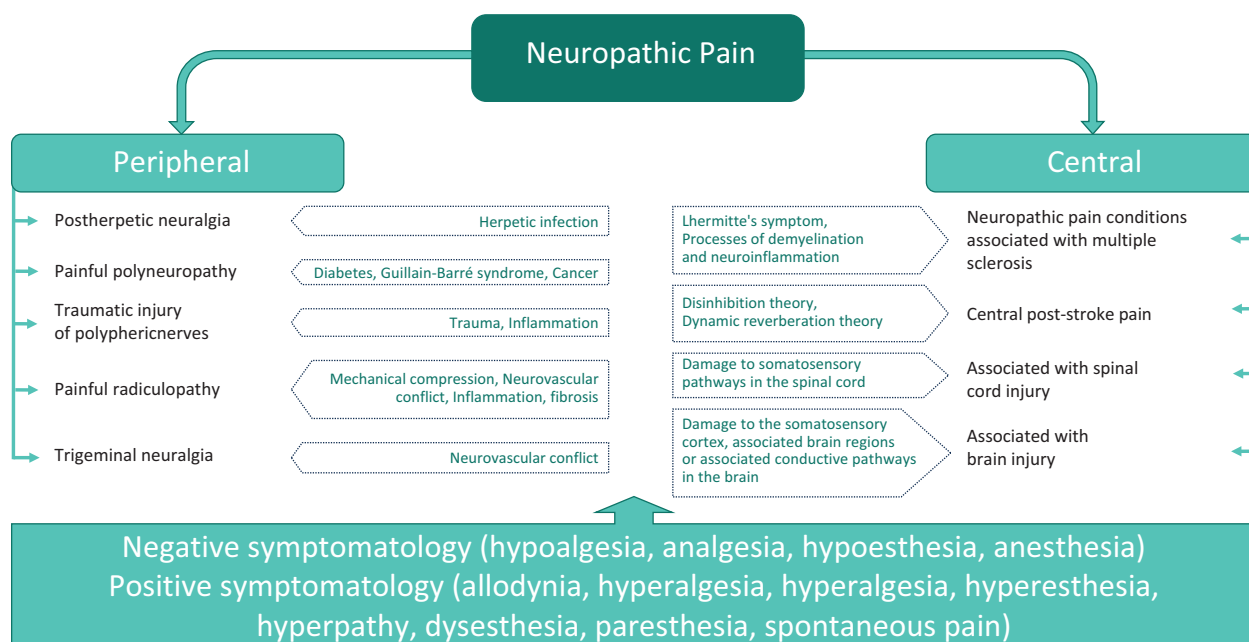 Neuropathic Pain
Peripheral
Postherpetic neuralgia
Herpetic infection
Painful polyneuropathy
Diabetes, Guillain-Barré syndrome, Cancer
Traumatic injury
of polyphericnerves
Trauma, Inflammation
Painful radiculopathy
Mechanical compression, Neurovascular
conflict, Inflammation, fibrosis
Trigeminal neuralgia
Neurovascular conflict
Central
Lhermitte's symptom,
Processes of demyelination
and neuroinflammation
Neuropathic pain conditions
associated with multiple
sclerosis
Disinhibition theory,
Dynamic reverberation theory
Central post-stroke pain
Damage to somatosensory
pathways in the spinal cord
Associated with spinal
cord injury
Damage to the somatosensory
cortex, associated brain regions
or associated conductive pathways
in the brain
Associated with
brain injury
Negative symptomatology (hypoalgesia, analgesia, hypoesthesia, anesthesia)
Positive symptomatology (allodynia, hyperalgesia, hyperalgesia, hyperesthesia,
hyperpathy, dysesthesia, paresthesia, spontaneous pain)